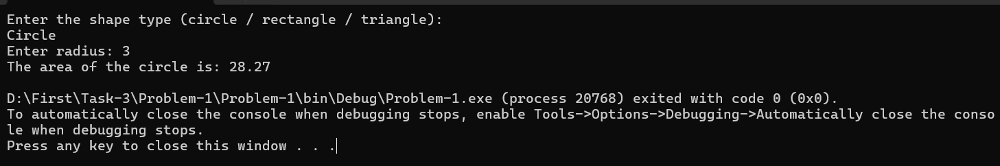 Enter the shape type (circle / rectangle / triangle):
Circle
Enter radius: 3
The area of the circle is: 28.27
D:\First\Task-3\Problem-1\Problem-1\bin\Debug\Problem-1.exe (process 20768) exited with code 0 (0x0).
To automatically close the console when debugging stops, enable Tools->Options->Debugging->Automatically close the conso
le when debugging stops.
Press any key to close this window . . .